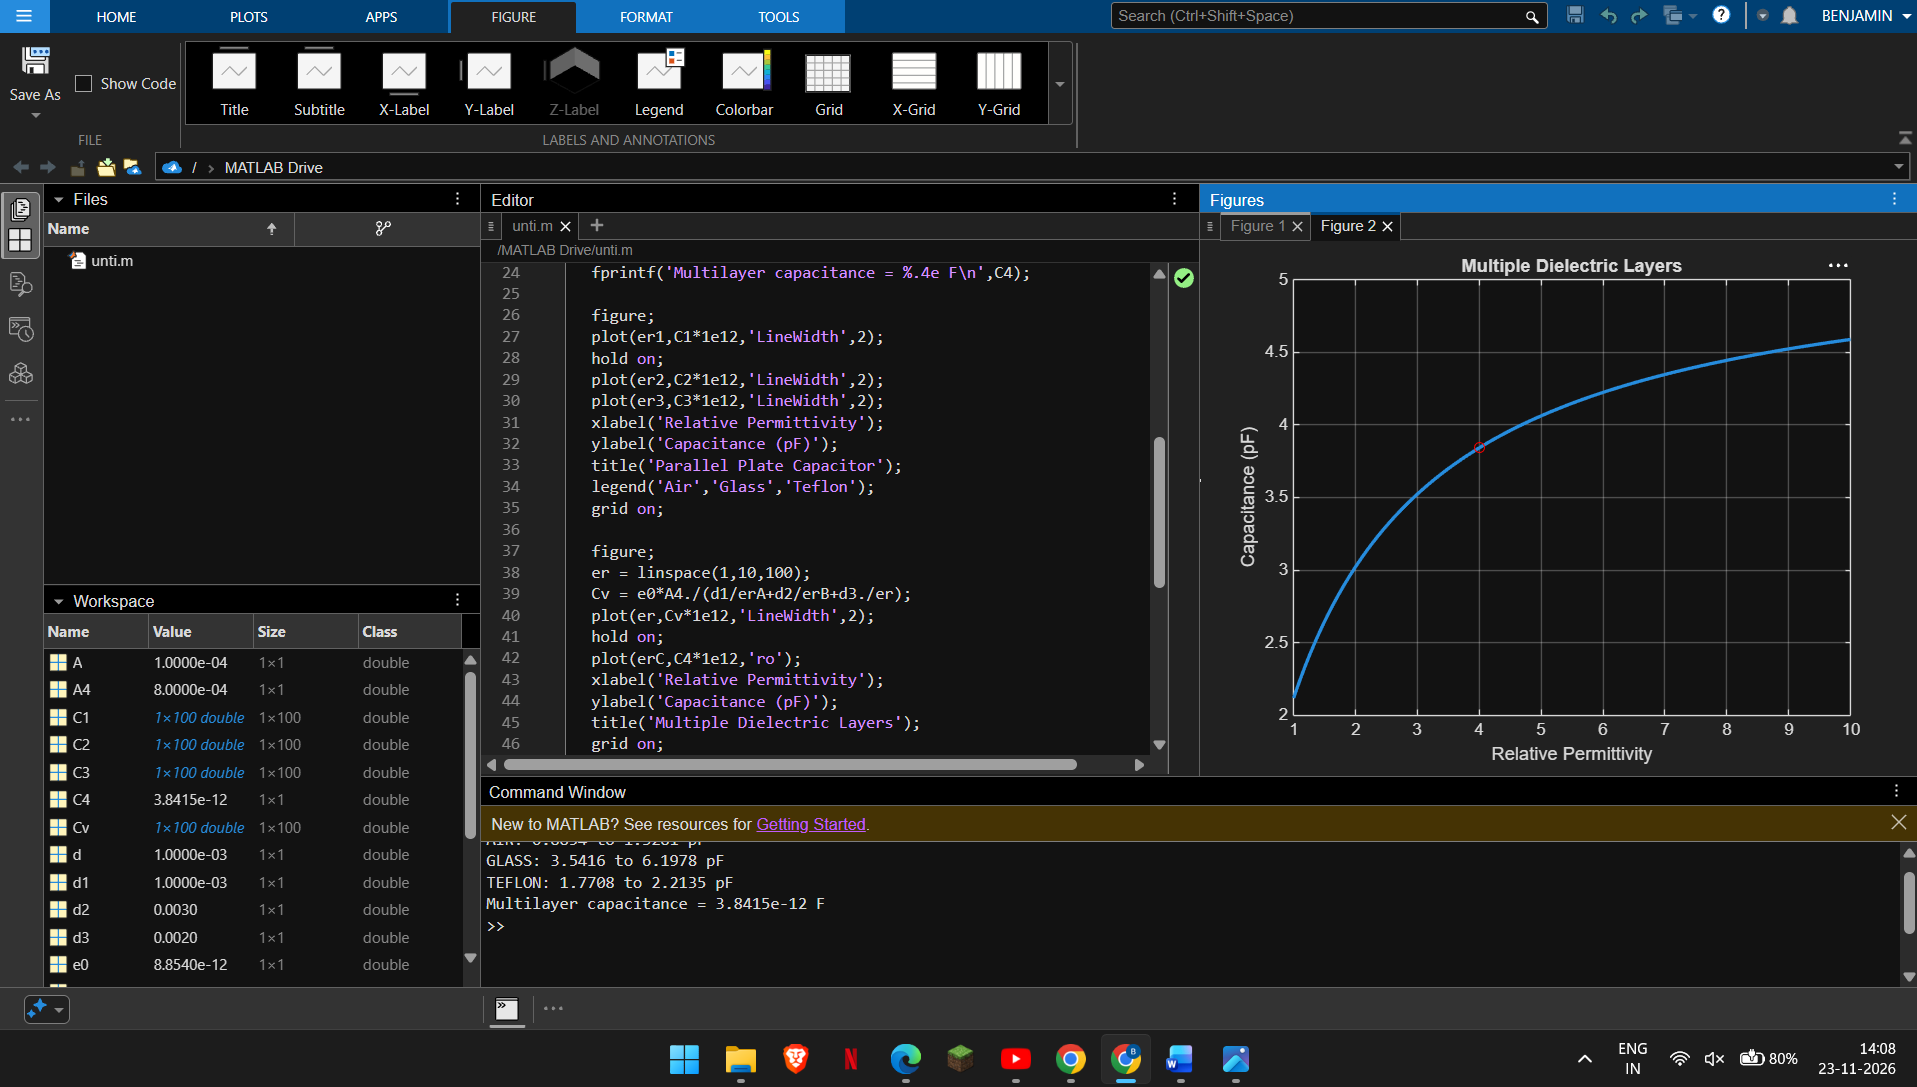 HOME PLOTS APPS FIGURE FORMAT TOOLS Search (Ctrl+Shift+Space) BENJAMIN
Save As
Show Code
FILE
Title Subtitle X-Label Y-Label Z-Label Legend Colorbar Grid X-Grid Y-Grid
LABELS AND ANNOTATIONS
/ › MATLAB Drive
Files
Name
unti.m
Workspace
Name Value Size Class
A 1.0000e-04 1×1 double
A4 8.0000e-04 1×1 double
C1 1×100 double 1×100 double
C2 1×100 double 1×100 double
C3 1×100 double 1×100 double
C4 3.8415e-12 1×1 double
Cv 1×100 double 1×100 double
d 1.0000e-03 1×1 double
d1 1.0000e-03 1×1 double
d2 0.0030 1×1 double
d3 0.0020 1×1 double
e0 8.8540e-12 1×1 double
Editor
unti.m
/MATLAB Drive/unti.m
24 fprintf('Multilayer capacitance = %.4e F\n',C4);
25
26 figure;
27 plot(er1,C1*1e12,'LineWidth',2);
28 hold on;
29 plot(er2,C2*1e12,'LineWidth',2);
30 plot(er3,C3*1e12,'LineWidth',2);
31 xlabel('Relative Permittivity');
32 ylabel('Capacitance (pF)');
33 title('Parallel Plate Capacitor');
34 legend('Air','Glass','Teflon');
35 grid on;
36
37 figure;
38 er = linspace(1,10,100);
39 Cv = e0*A4./(d1/erA+d2/erB+d3./er);
40 plot(er,Cv*1e12,'LineWidth',2);
41 hold on;
42 plot(erC,C4*1e12,'ro');
43 xlabel('Relative Permittivity');
44 ylabel('Capacitance (pF)');
45 title('Multiple Dielectric Layers');
46 grid on;
Figures
Figure 1 Figure 2
Multiple Dielectric Layers
5
4.5
4
3.5
3
2.5
2
Capacitance (pF)
1 2 3 4 5 6 7 8 9 10
Relative Permittivity
Command Window
New to MATLAB? See resources for Getting Started.
GLASS: 3.5416 to 6.1978 pF
TEFLON: 1.7708 to 2.2135 pF
Multilayer capacitance = 3.8415e-12 F
>>
ENG
IN
80%
14:08
23-11-2026